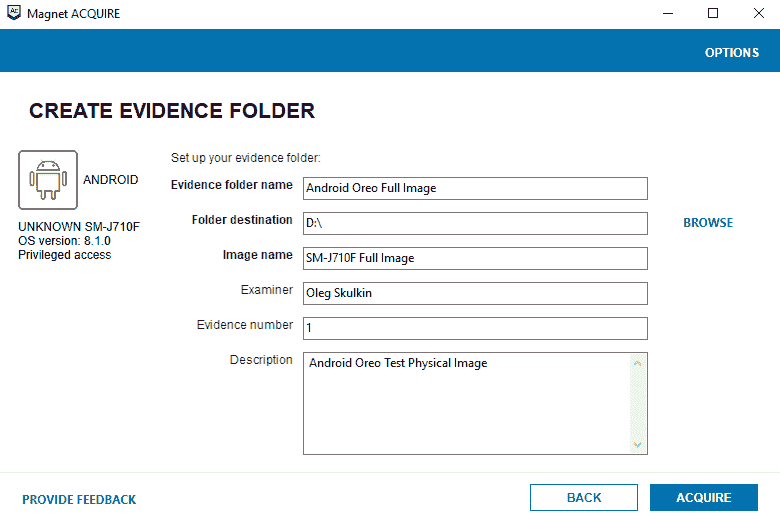 Magnet ACQUIRE
OPTIONS
CREATE EVIDENCE FOLDER
ANDROID
UNKNOWN SM-J710F
OS version: 8.1.0
Privileged access
Set up your evidence folder:
Evidence folder name Android Oreo Full Image
Folder destination D:\ BROWSE
Image name SM-J710F Full Image
Examiner Oleg Skulkin
Evidence number 1
Description Android Oreo Test Physical Image
PROVIDE FEEDBACK BACK ACQUIRE